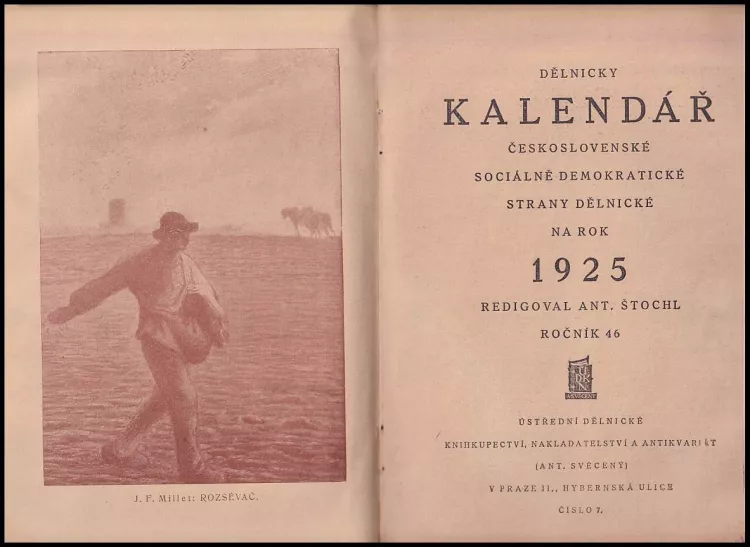 J. F. Millet: ROZSÉVAČ.
DĚLNICKY
KALENDÁŘ
ČESKOSLOVENSKÉ
SOCIÁLNĚ DEMOKRATICKÉ
STRANY DĚLNICKÉ
NA ROK
1925
REDIGOVAL ANT. ŠTOCHL
ROČNÍK 46
ÚSTŘEDNÍ DĚLNICKÉ
KNIHKUPECTVÍ, NAKLADATELSTVÍ A ANTIKVARIÁT
(ANT. SVĚCENÝ)
V PRAZE II., HYBERNSKÁ ULICE
ČÍSLO 7.